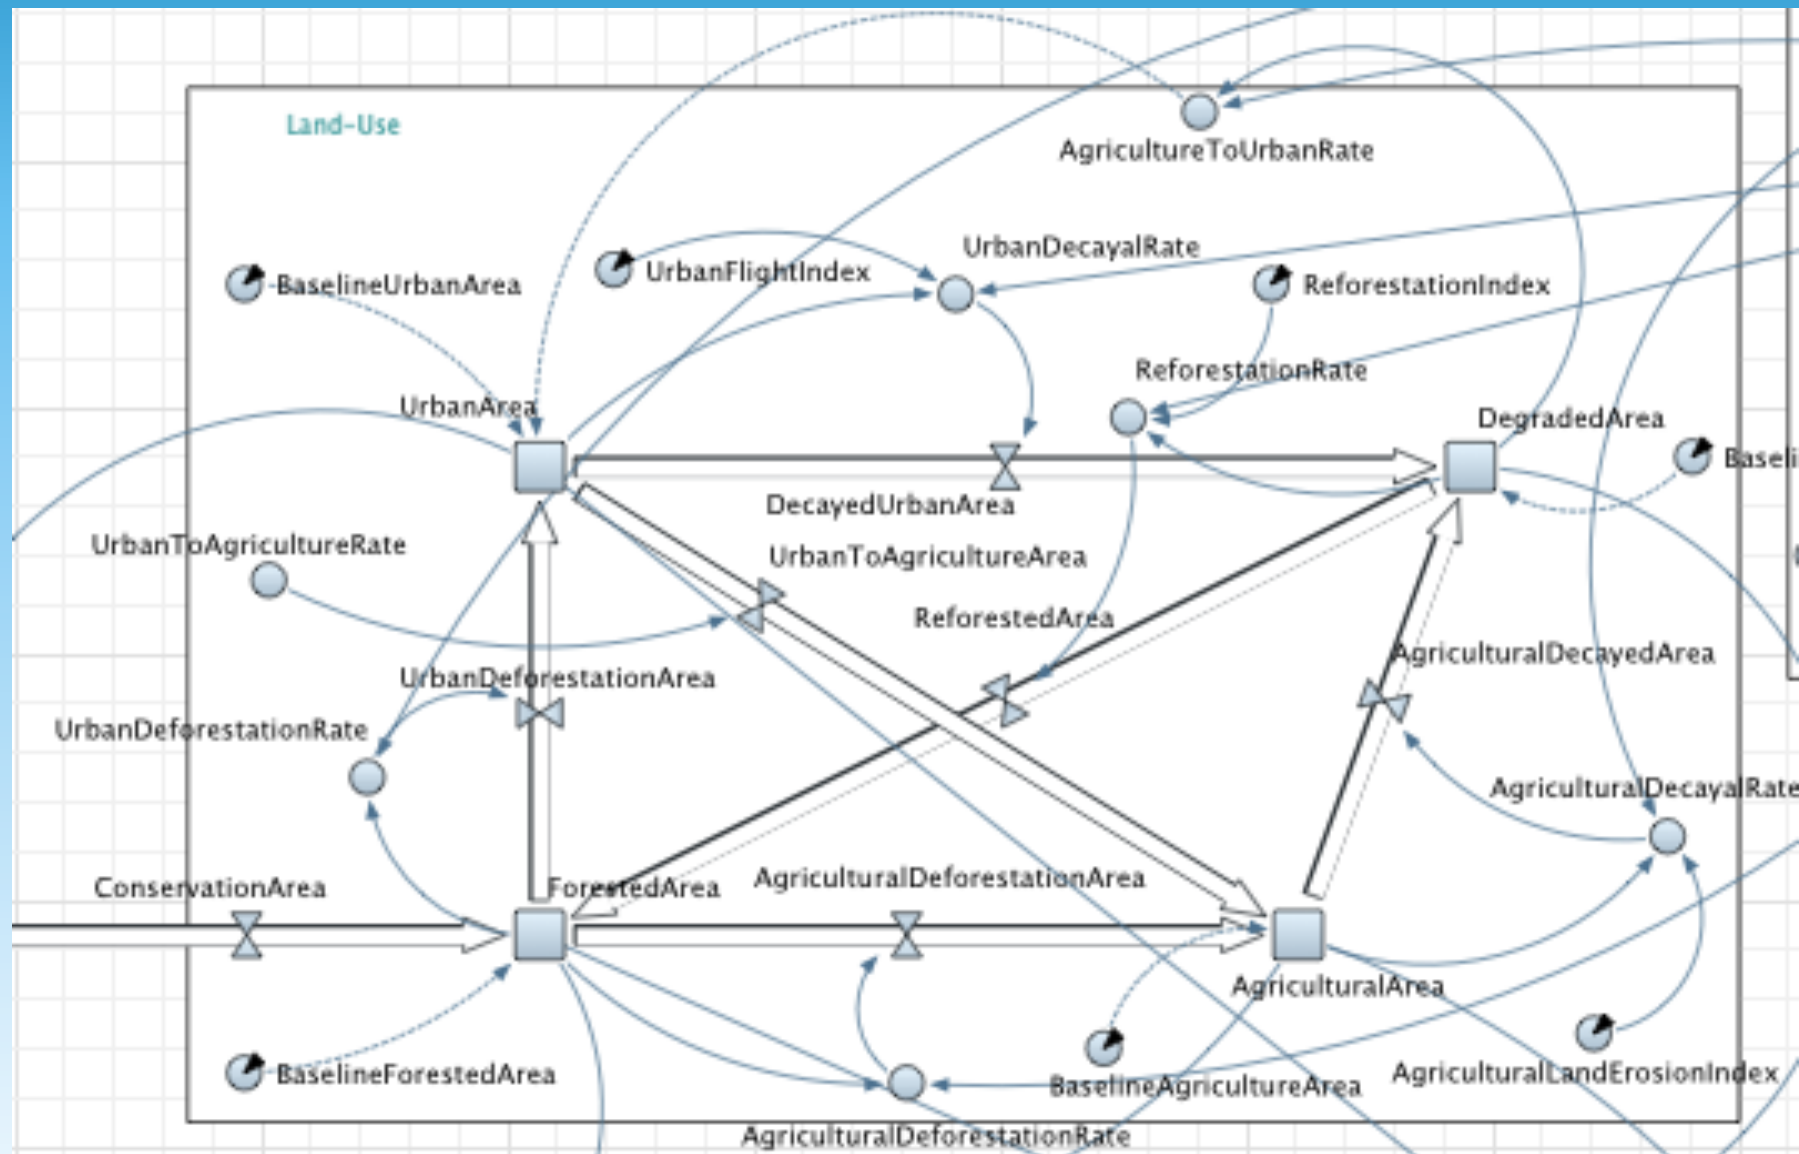 Land-Use
AgricultureToUrbanRate
UrbanDecayalRate
BaselineUrbanArea
UrbanFlightIndex
ReforestationIndex
ReforestationRate
UrbanArea
DegradedArea
Baseli
DecayedUrbanArea
UrbanToAgricultureRate
UrbanToAgricultureArea
ReforestedArea
AgriculturalDecayedArea
UrbanDeforestationArea
UrbanDeforestationRate
AgriculturalDecayalRate
ConservationArea
ForestedArea
AgriculturalDeforestationArea
AgriculturalArea
BaselineForestedArea
BaselineAgricultureArea
AgriculturalLandErosionIndex
AgriculturalDeforestationRate